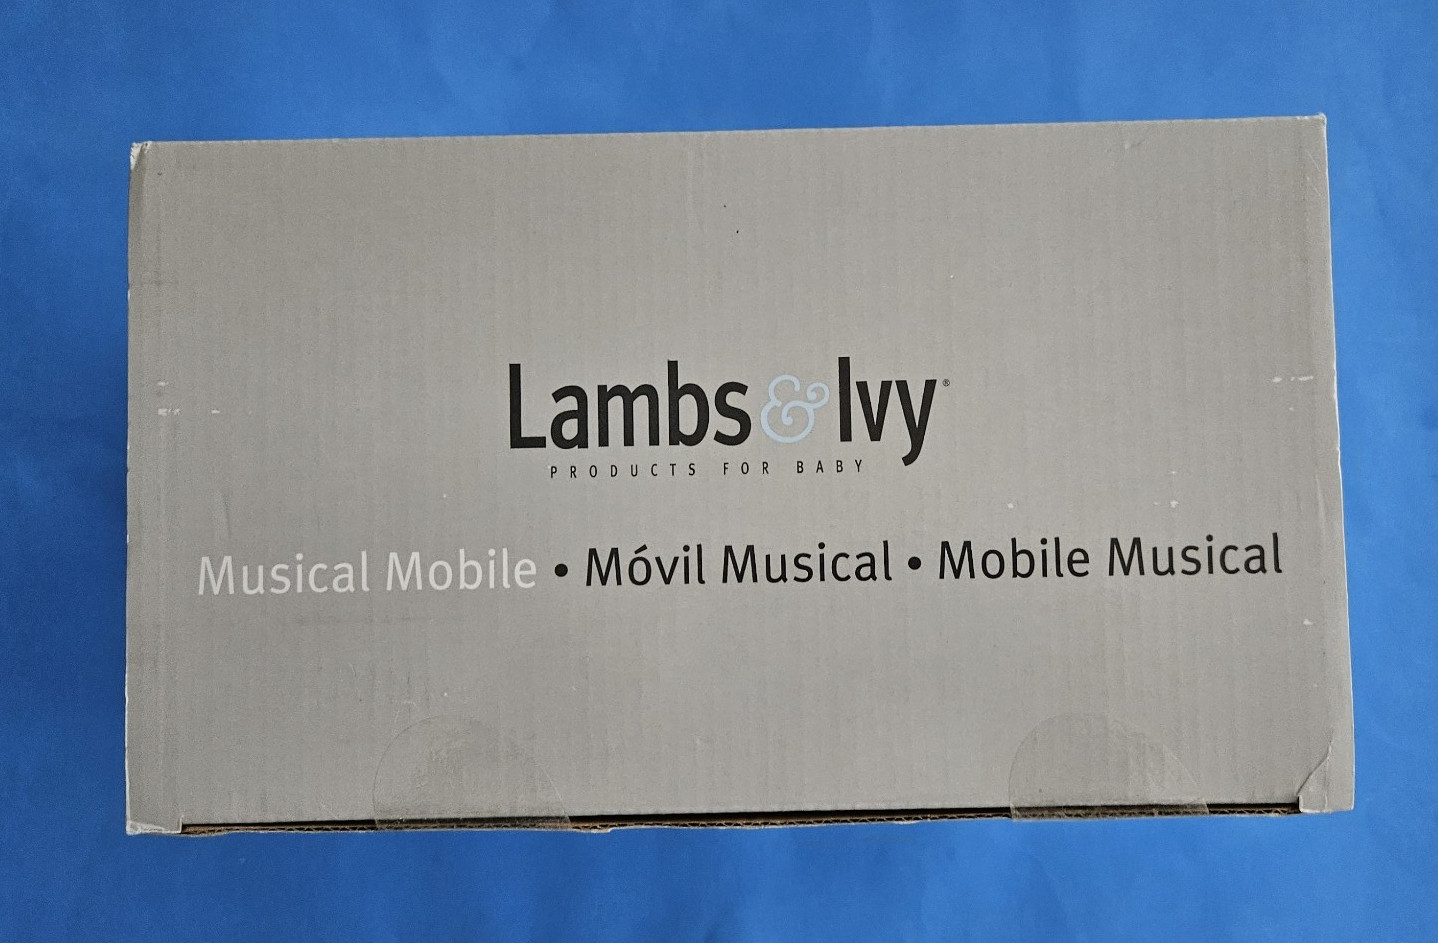 Lambs & Ivy®
PRODUCTS FOR BABY
Musical Mobile • Móvil Musical • Mobile Musical